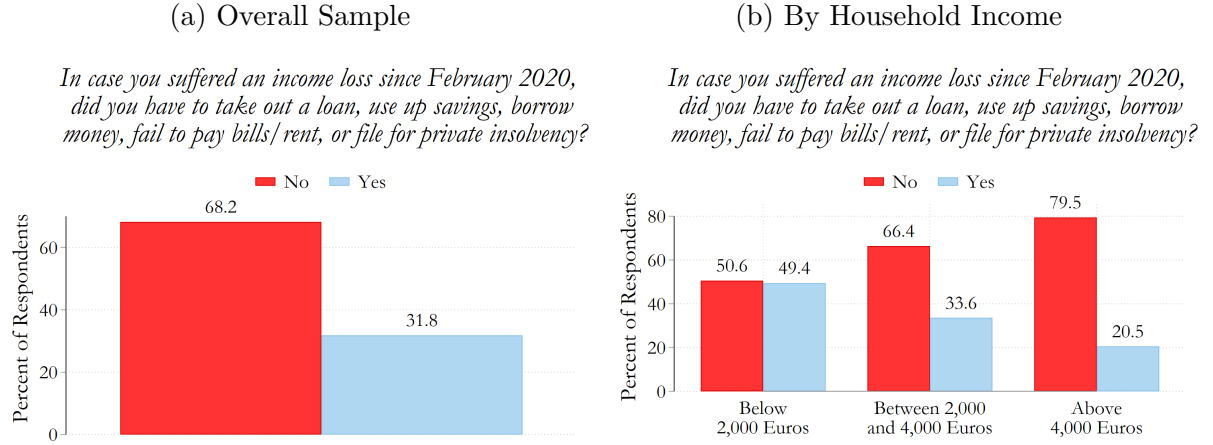 (a) Overall Sample
In case you suffered an income loss since February 2020,
did you have to take out a loan, use up savings, borrow
money, fail to pay bills/rent, or file for private insolvency?
No Yes
Percent of Respondents
60
40
20
0
68.2
31.8
(b) By Household Income
In case you suffered an income loss since February 2020,
did you have to take out a loan, use up savings, borrow
money, fail to pay bills/rent, or file for private insolvency?
No Yes
Percent of Respondents
80
60
40
20
0
50.6
49.4
66.4
33.6
79.5
20.5
Below
2,000 Euros
Between 2,000
and 4,000 Euros
Above
4,000 Euros